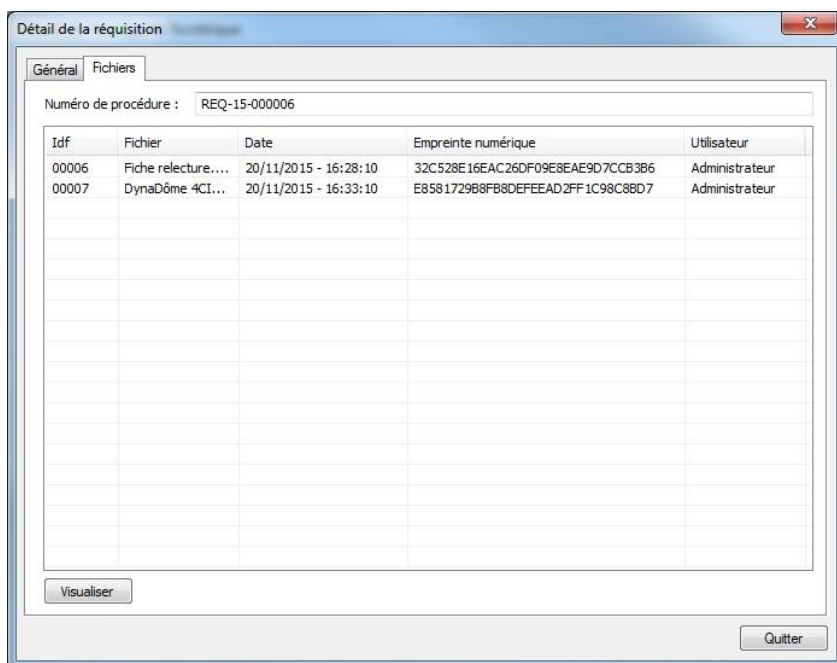 Détail de la réquisition
Général Fichiers
Numéro de procédure : REQ-15-000006
Idf Fichier Date Empreinte numérique Utilisateur
00006 Fiche relecture.... 20/11/2015 - 16:28:10 32C528E16EAC26DF09E8EAE9D7CCB3B6 Administrateur
00007 DynaDôme 4CI... 20/11/2015 - 16:33:10 E8581729B8FB8DEFEEAD2FF1C98C8BD7 Administrateur
Visualiser
Quitter